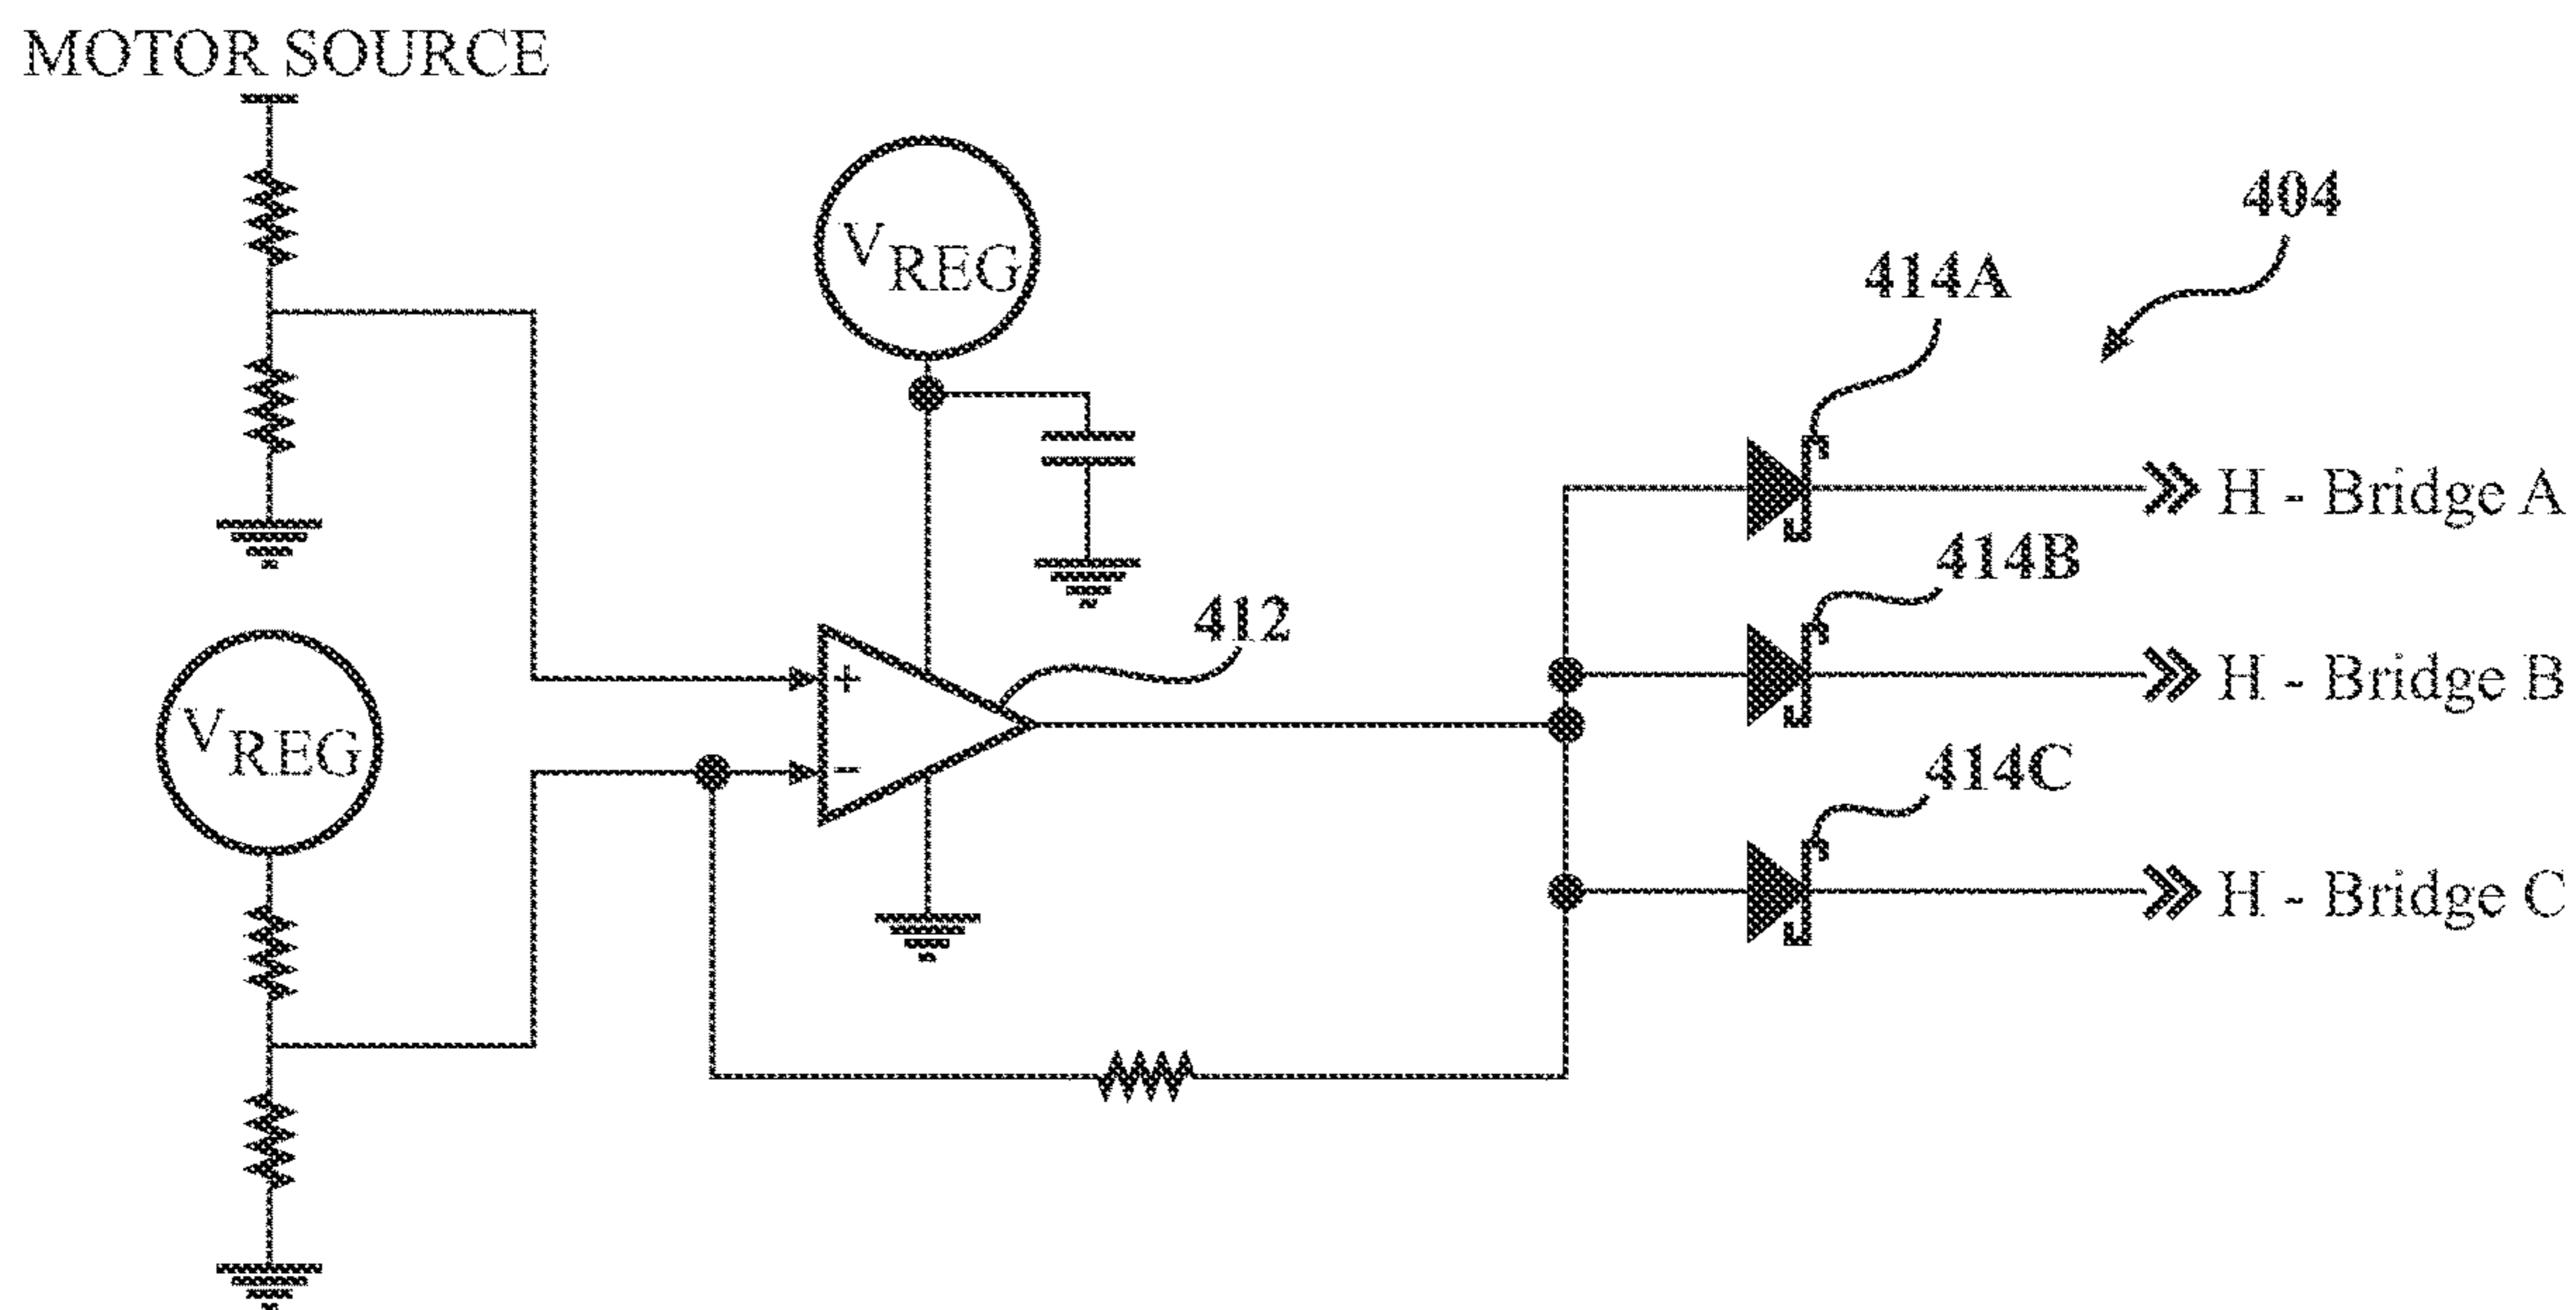 MOTOR SOURCE
VREG
404
414A
H - Bridge A
414B
412
H - Bridge B
VREG
+
-
414C
H - Bridge C